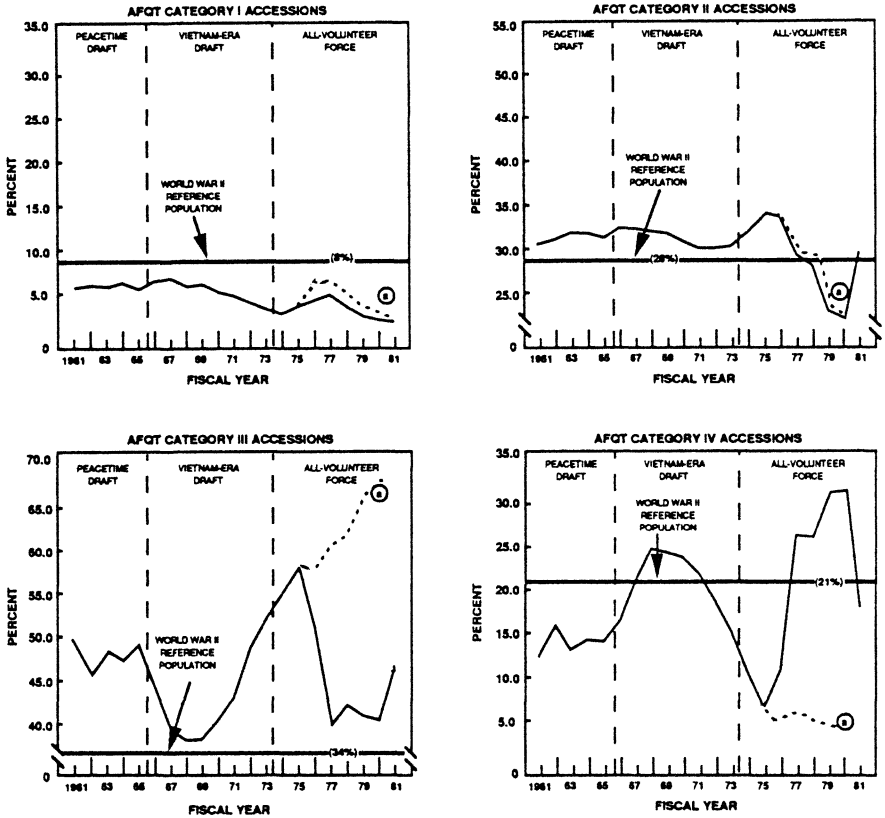 AFQT CATEGORY I ACCESSIONS
35.0
30.0
25.0
20.0
15.0
10.0
5.0
0
PERCENT
PEACETIME
DRAFT
VIETNAM-ERA
DRAFT
ALL-VOLUNTEER
FORCE
WORLD WAR II
REFERENCE
POPULATION
(8%)
a
1961 63 65 67 69 71 73 75 77 79 81
FISCAL YEAR
AFQT CATEGORY II ACCESSIONS
55.0
50.0
45.0
40.0
35.0
30.0
25.0
0
PERCENT
PEACETIME
DRAFT
VIETNAM-ERA
DRAFT
ALL-VOLUNTEER
FORCE
WORLD WAR II
REFERENCE
POPULATION
(28%)
a
1961 63 65 67 69 71 73 75 77 79 81
FISCAL YEAR
AFQT CATEGORY III ACCESSIONS
70.0
65.0
60.0
55.0
50.0
45.0
40.0
0
PERCENT
PEACETIME
DRAFT
VIETNAM-ERA
DRAFT
ALL-VOLUNTEER
FORCE
WORLD WAR II
REFERENCE
POPULATION
(34%)
a
1961 63 65 67 69 71 73 75 77 79 81
FISCAL YEAR
AFQT CATEGORY IV ACCESSIONS
35.0
30.0
25.0
20.0
15.0
10.0
5.0
0
PERCENT
PEACETIME
DRAFT
VIETNAM-ERA
DRAFT
ALL-VOLUNTEER
FORCE
WORLD WAR II
REFERENCE
POPULATION
(21%)
a
1961 63 65 67 69 71 73 75 77 79 81
FISCAL YEAR